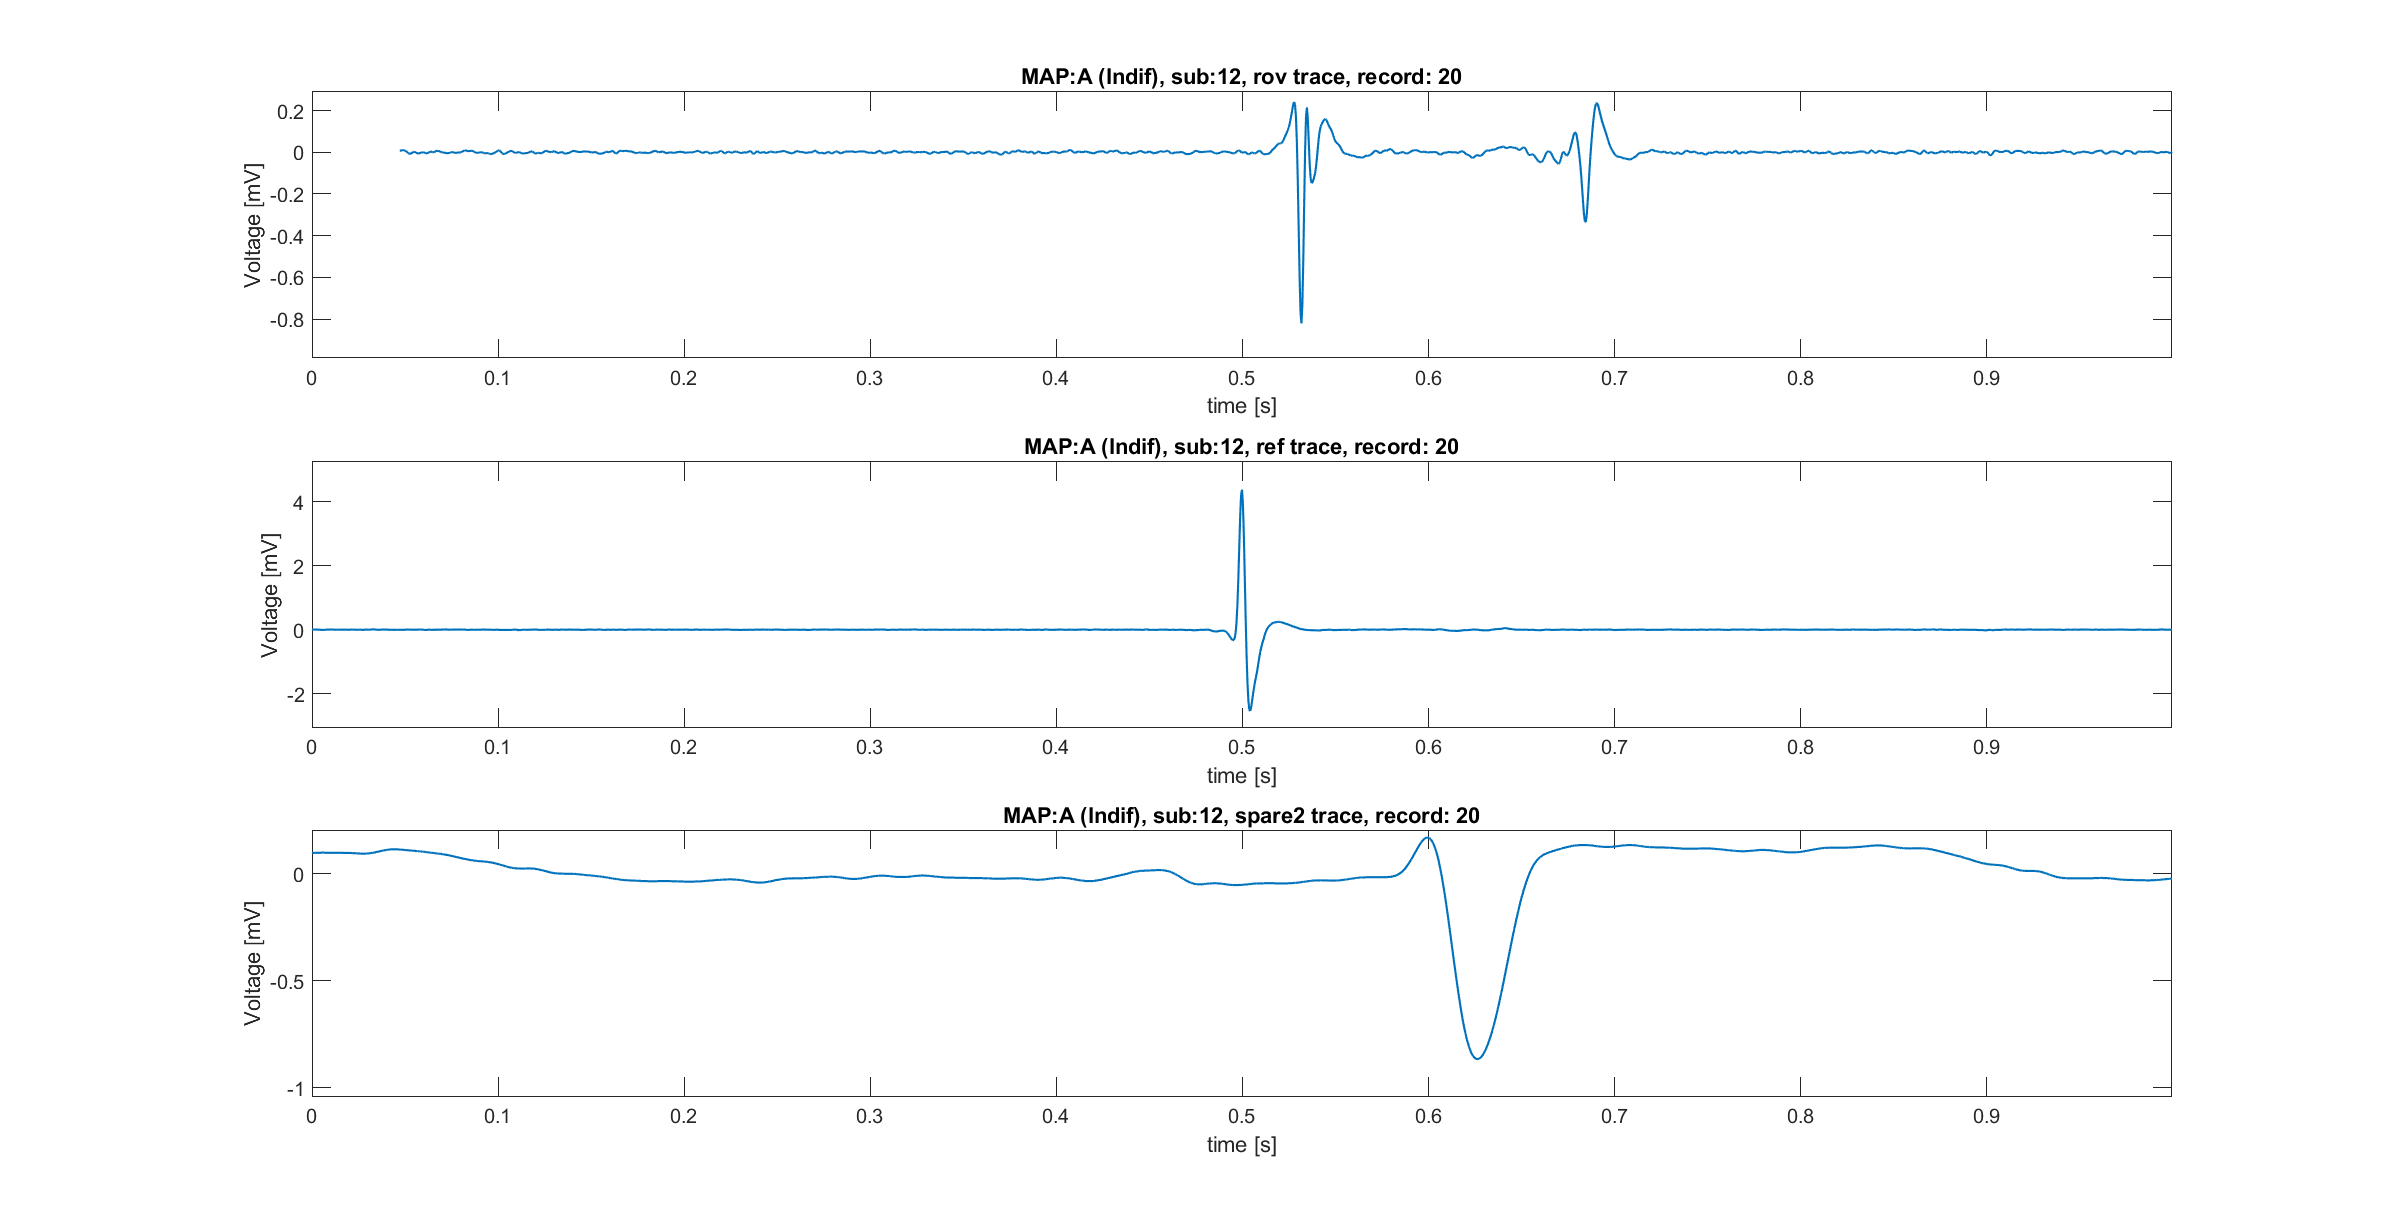 MAP:A (Indif), sub:12, rov trace, record: 20
Voltage [mV]
0.2
0
-0.2
-0.4
-0.6
-0.8
0 0.1 0.2 0.3 0.4 0.5 0.6 0.7 0.8 0.9
time [s]
MAP:A (Indif), sub:12, ref trace, record: 20
Voltage [mV]
4
2
0
-2
0 0.1 0.2 0.3 0.4 0.5 0.6 0.7 0.8 0.9
time [s]
MAP:A (Indif), sub:12, spare2 trace, record: 20
Voltage [mV]
0
-0.5
-1
0 0.1 0.2 0.3 0.4 0.5 0.6 0.7 0.8 0.9
time [s]